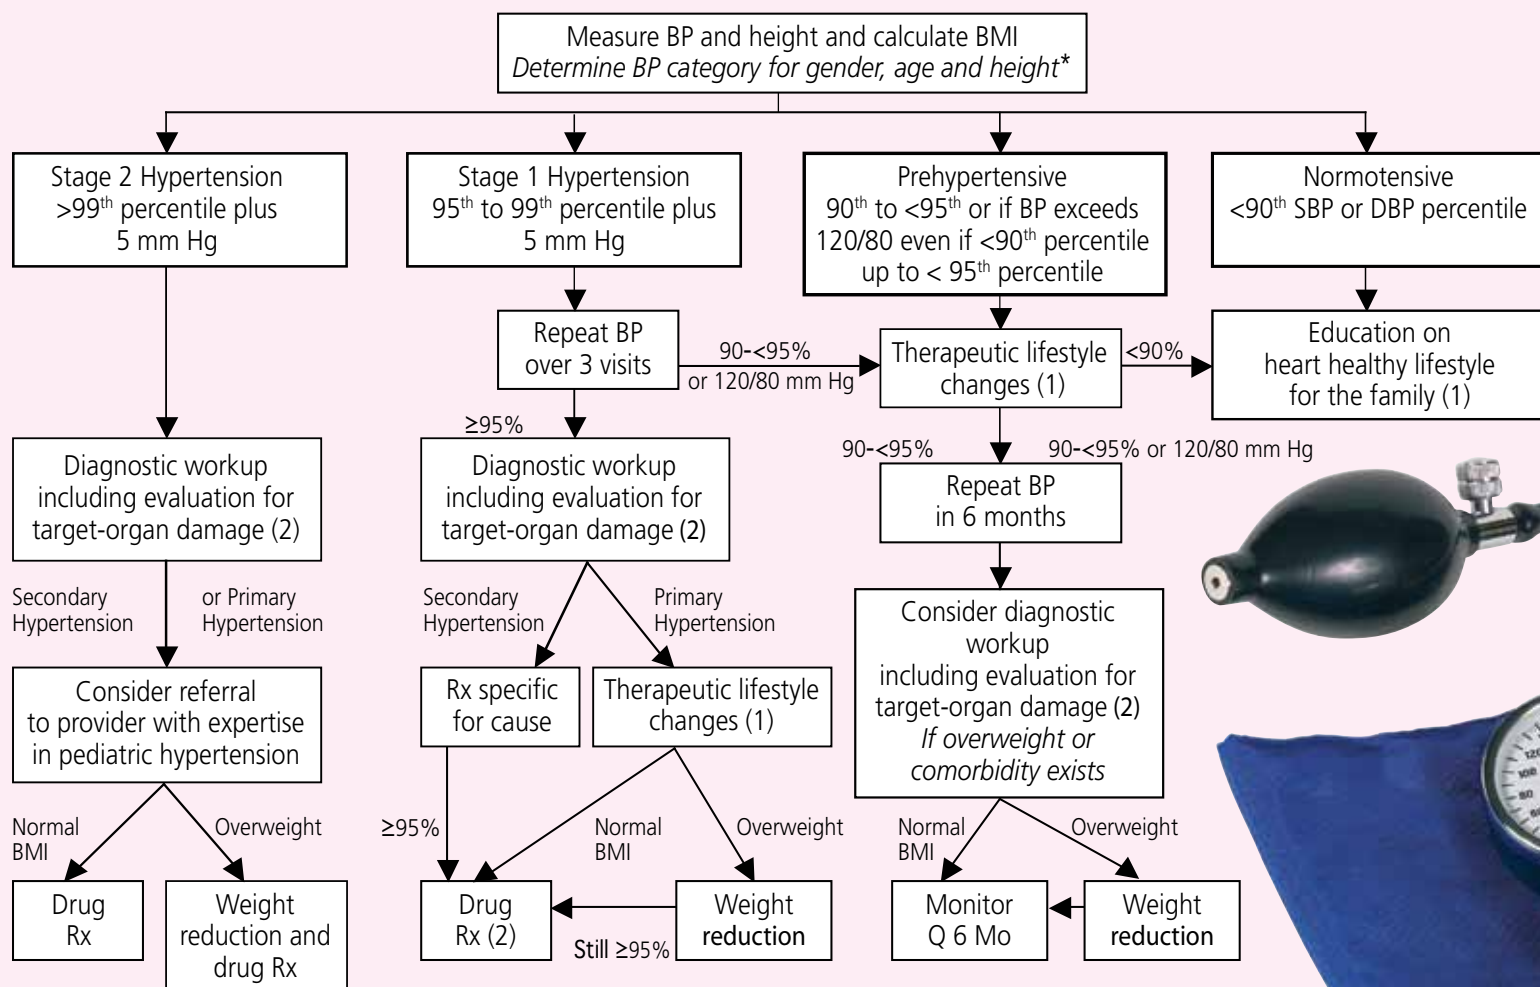 Measure BP and height and calculate BMI
Determine BP category for gender, age and height*
Stage 2 Hypertension
>99th percentile plus
5 mm Hg
Stage 1 Hypertension
95th to 99th percentile plus
5 mm Hg
Prehypertensive
90th to <95th or if BP exceeds
120/80 even if <90th percentile
up to < 95th percentile
Normotensive
<90th SBP or DBP percentile
Repeat BP
over 3 visits
90-<95%
or 120/80 mm Hg
Therapeutic lifestyle
changes (1)
<90%
Education on
heart healthy lifestyle
for the family (1)
≥95%
90-<95%
90-<95% or 120/80 mm Hg
Diagnostic workup
including evaluation for
target-organ damage (2)
Diagnostic workup
including evaluation for
target-organ damage (2)
Repeat BP
in 6 months
Secondary
Hypertension
or Primary
Hypertension
Secondary
Hypertension
Primary
Hypertension
Consider diagnostic
workup
including evaluation for
target-organ damage (2)
If overweight or
comorbidity exists
Consider referral
to provider with expertise
in pediatric hypertension
Rx specific
for cause
Therapeutic lifestyle
changes (1)
Normal
BMI
Overweight
≥95%
Normal
BMI
Overweight
Normal
BMI
Overweight
Drug
Rx
Weight
reduction and
drug Rx
Drug
Rx (2)
Still ≥95%
Weight
reduction
Monitor
Q 6 Mo
Weight
reduction
120
100
80